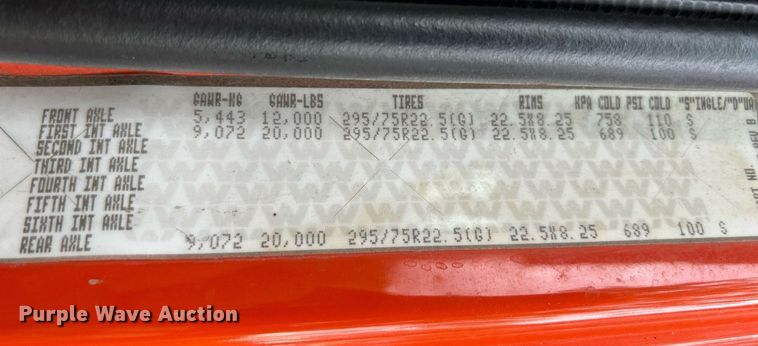 GAWR-KG GAWR-LBS TIRES RIMS KPA COLD PSI COLD "S"INGLE/"D"UA
FRONT AXLE 5,443 12,000 295/75R22.5(G) 22.5X8.25 758 110 S
FIRST INT AXLE 9,072 20,000 295/75R22.5(G) 22.5X8.25 689 100 S
SECOND INT AXLE
THIRD INT AXLE
FOURTH INT AXLE
FIFTH INT AXLE
SIXTH INT AXLE
REAR AXLE 9,072 20,000 295/75R22.5(G) 22.5X8.25 689 100 S
REV B
NO.
Purple Wave Auction